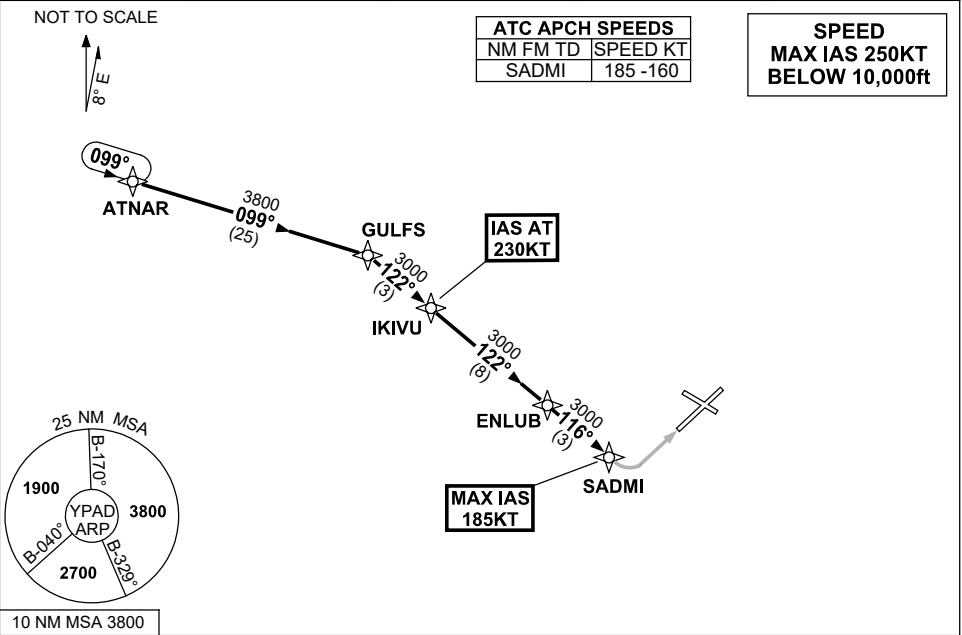 NOT TO SCALE
8° E
ATC APCH SPEEDS
NM FM TD SPEED KT
SADMI 185 -160
SPEED
MAX IAS 250KT
BELOW 10,000ft
099°
ATNAR
3800
099°
(25)
GULFS
3000
122°
(3)
IAS AT
230KT
IKIVU
3000
122°
(8)
ENLUB
3000
116°
(3)
SADMI
MAX IAS
185KT
25 NM MSA
B-170°
1900
YPAD
ARP
3800
B-040°
B-329°
2700
10 NM MSA 3800